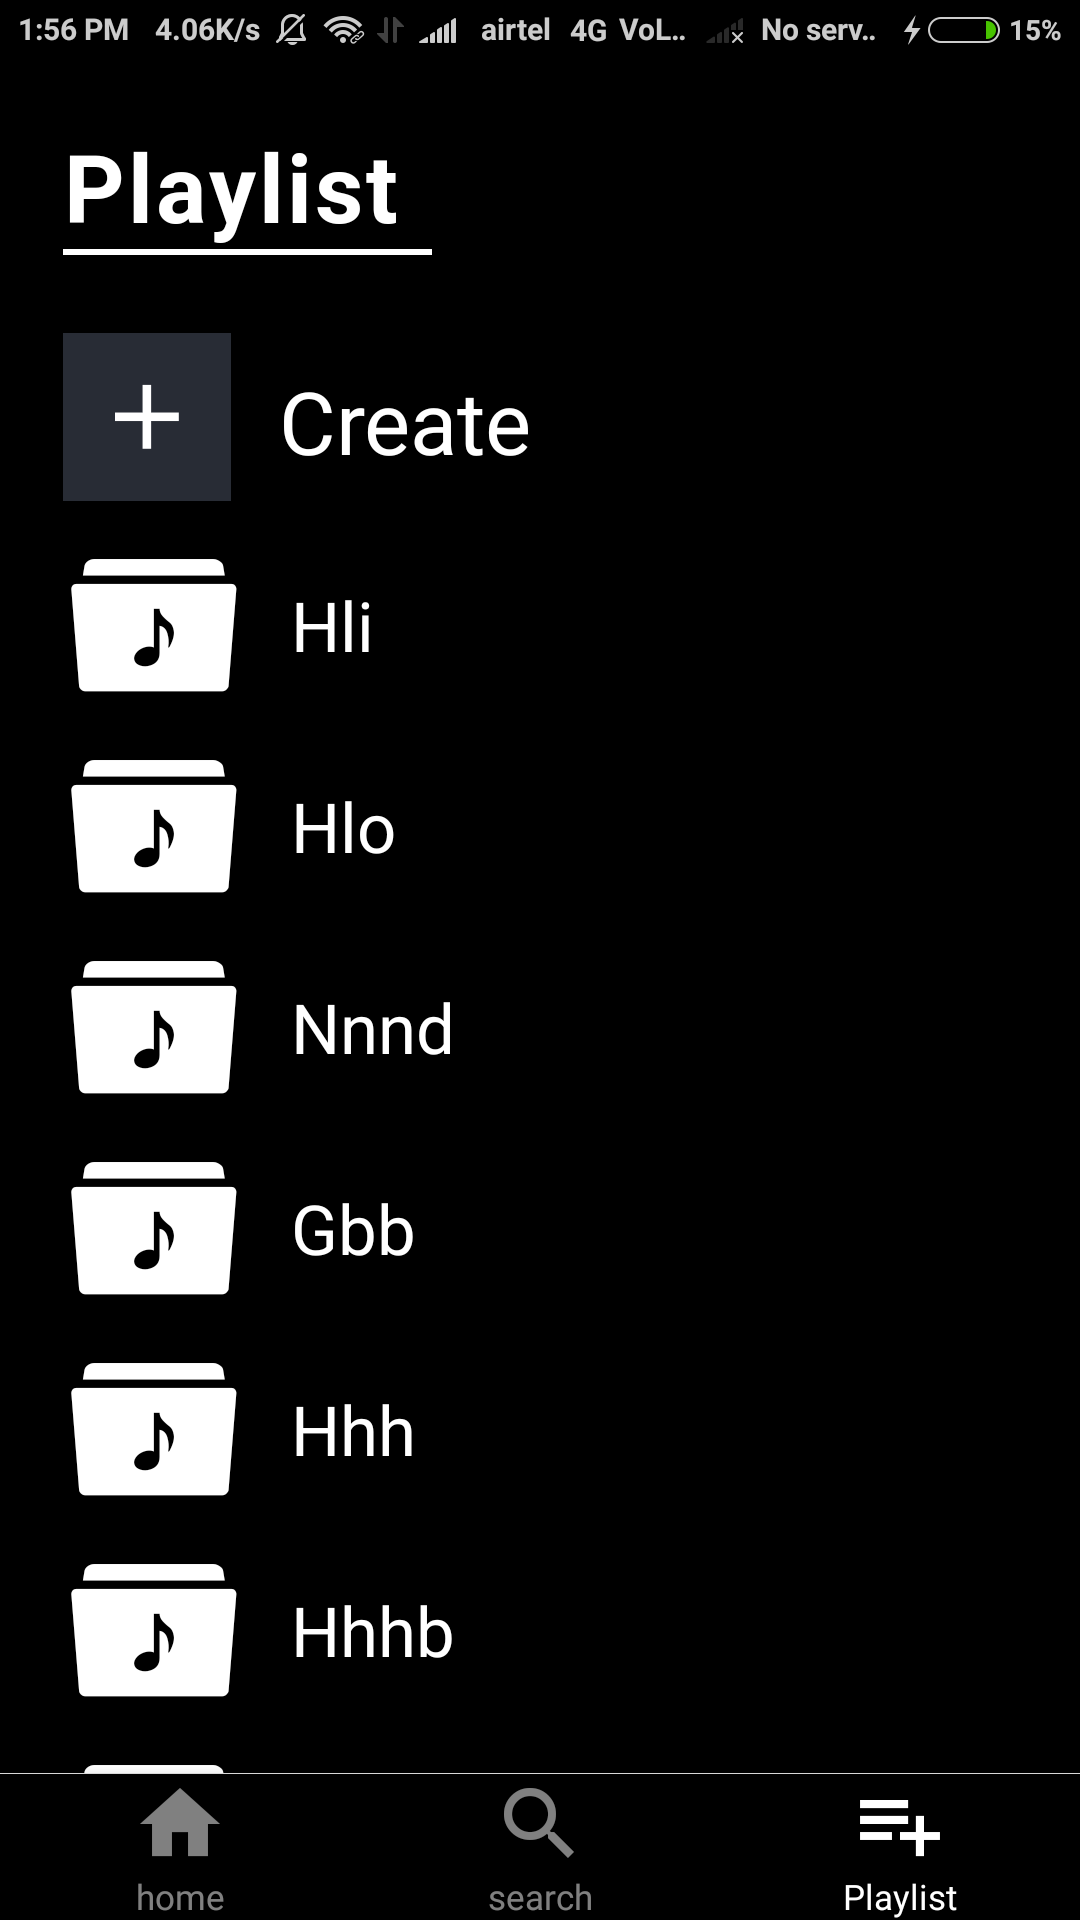 1:56 PM 4.06K/s airtel 4G VoL.. No serv.. 15%
Playlist
Create
Hli
Hlo
Nnnd
Gbb
Hhh
Hhhb
home search Playlist